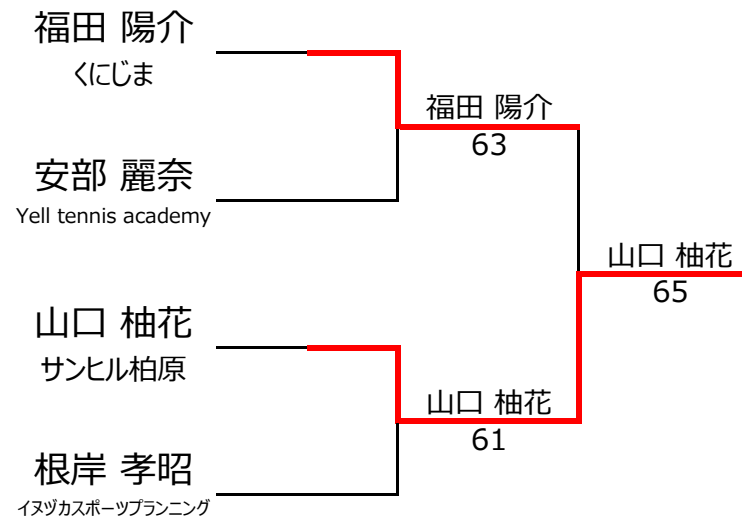 福田 陽介
くにじま
安部 麗奈
Yell tennis academy
山口 柚花
サンヒル柏原
根岸 孝昭
イヌヅカスポーツプランニング
福田 陽介
63
山口 柚花
61
山口 柚花
65